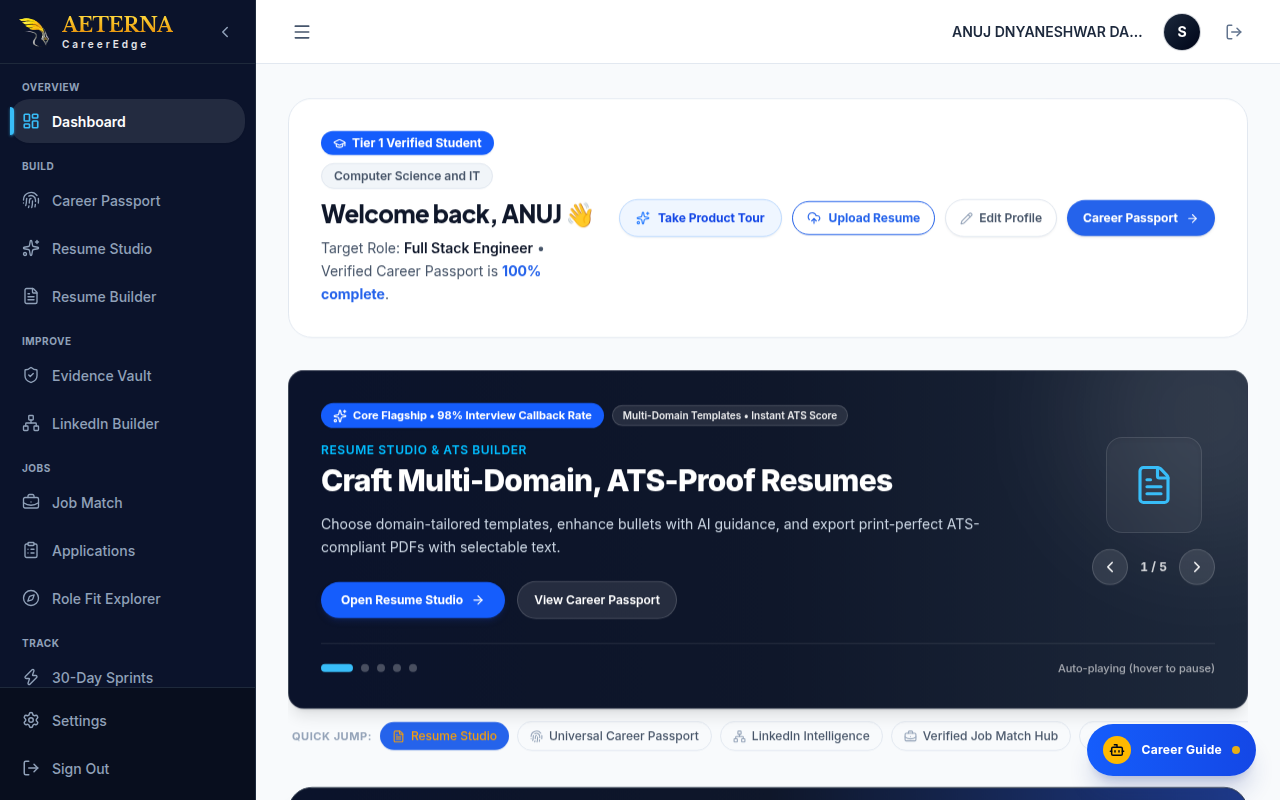 AETERNA
CareerEdge
OVERVIEW
Dashboard
BUILD
Career Passport
Resume Studio
Resume Builder
IMPROVE
Evidence Vault
LinkedIn Builder
JOBS
Job Match
Applications
Role Fit Explorer
TRACK
30-Day Sprints
Settings
Sign Out
ANUJ DNYANESHWAR DA...
S
Tier 1 Verified Student
Computer Science and IT
Welcome back, ANUJ 👋
Target Role: Full Stack Engineer •
Verified Career Passport is 100%
complete.
Take Product Tour
Upload Resume
Edit Profile
Career Passport →
Core Flagship • 98% Interview Callback Rate
Multi-Domain Templates • Instant ATS Score
RESUME STUDIO & ATS BUILDER
Craft Multi-Domain, ATS-Proof Resumes
Choose domain-tailored templates, enhance bullets with AI guidance, and export print-perfect ATS-
compliant PDFs with selectable text.
Open Resume Studio →
View Career Passport
1 / 5
Auto-playing (hover to pause)
QUICK JUMP:
Resume Studio
Universal Career Passport
LinkedIn Intelligence
Verified Job Match Hub
Career Guide